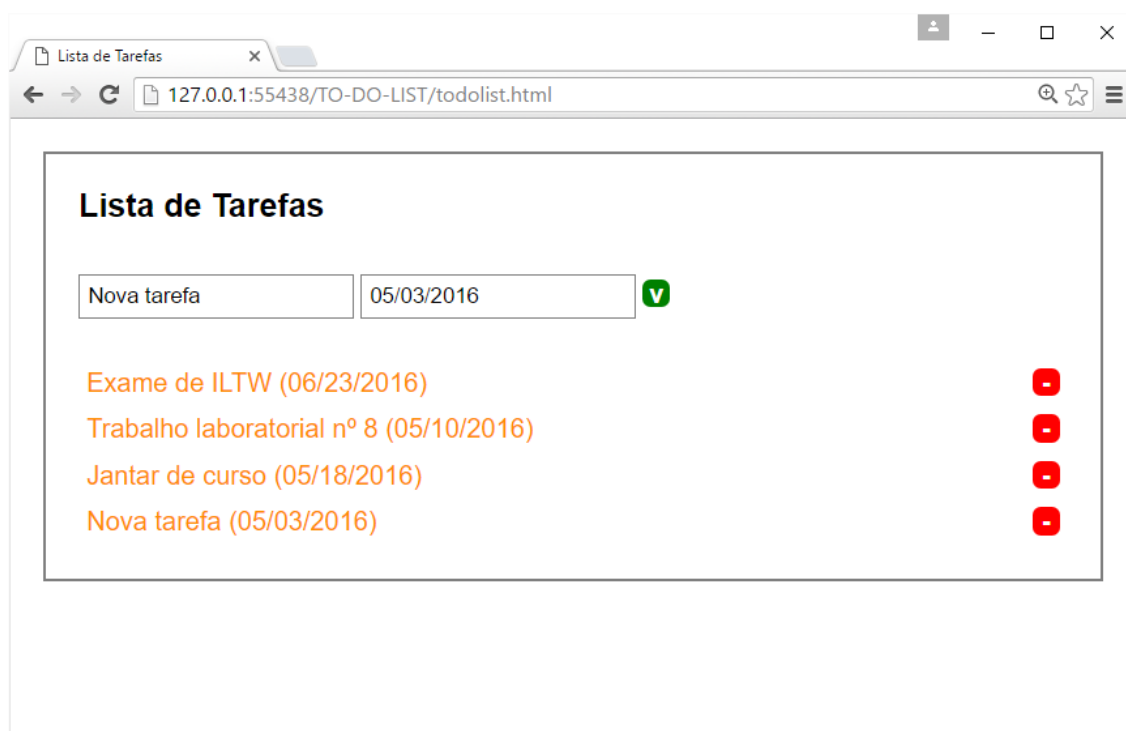 Lista de Tarefas
127.0.0.1:55438/TO-DO-LIST/todolist.html
Lista de Tarefas
Nova tarefa 05/03/2016 v
Exame de ILTW (06/23/2016) -
Trabalho laboratorial nº 8 (05/10/2016) -
Jantar de curso (05/18/2016) -
Nova tarefa (05/03/2016) -